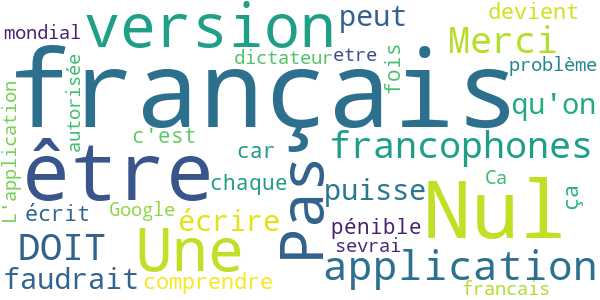 mondial
version
peut
devient
Merci
français
dictateur
etre
fois
problème
autorisée
L'application
qu'on
c'est
francophones
être
Pas
car
chaque
puisse
Nul
Ca
ça
écrit
Google
écrire
pénible
DOIT
Une
sevrai
application
faudrait
comprendre
francais